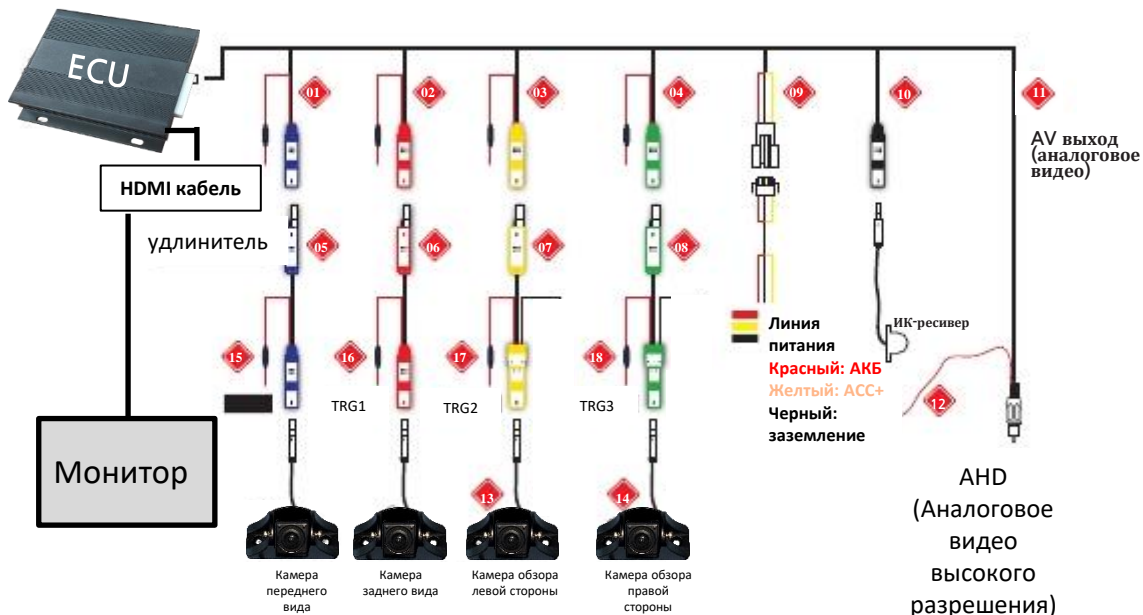 ECU
01
02
03
04
09
10
11
AV выход
(аналоговое
видео)
HDMI кабель
удлинитель
05
06
07
08
Линия
питания
Красный: АКБ
Желтый: ACC+
Черный:
заземление
ИК-ресивер
15
16
17
18
12
TRG1
TRG2
TRG3
Монитор
13
14
AHD
(Аналоговое
видео
высокого
разрешения)
Камера
переднего
вида
Камера
заднего вида
Камера обзора
левой стороны
Камера обзора
правой
стороны